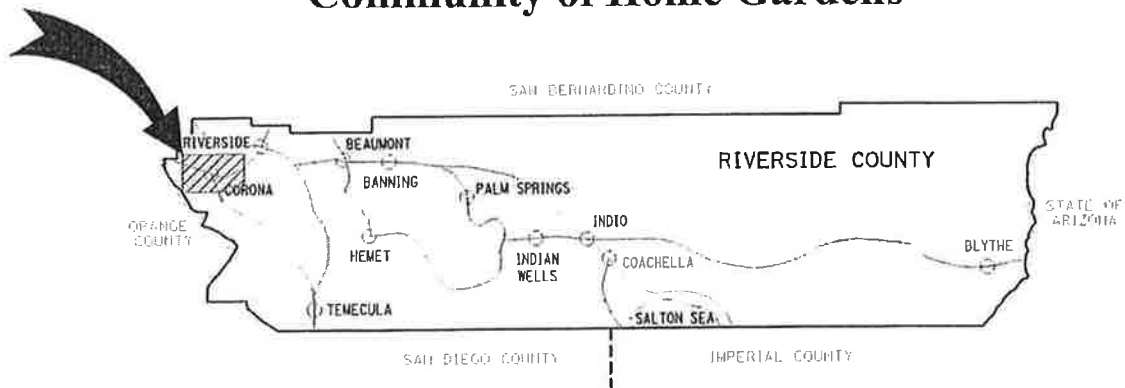 Community of Home Gardens
SAN BERNARDINO COUNTY
RIVERSIDE
BEAUMONT
RIVERSIDE COUNTY
CORONA
BANNING
PALM SPRINGS
ORANGE
COUNTY
STATE OF
ARIZONA
HEMET
INDIAN
WELLS
INDIO
COACHELLA
BLYTHE
TEMECULA
SALTON SEA
SAN DIEGO COUNTY
IMPERIAL COUNTY